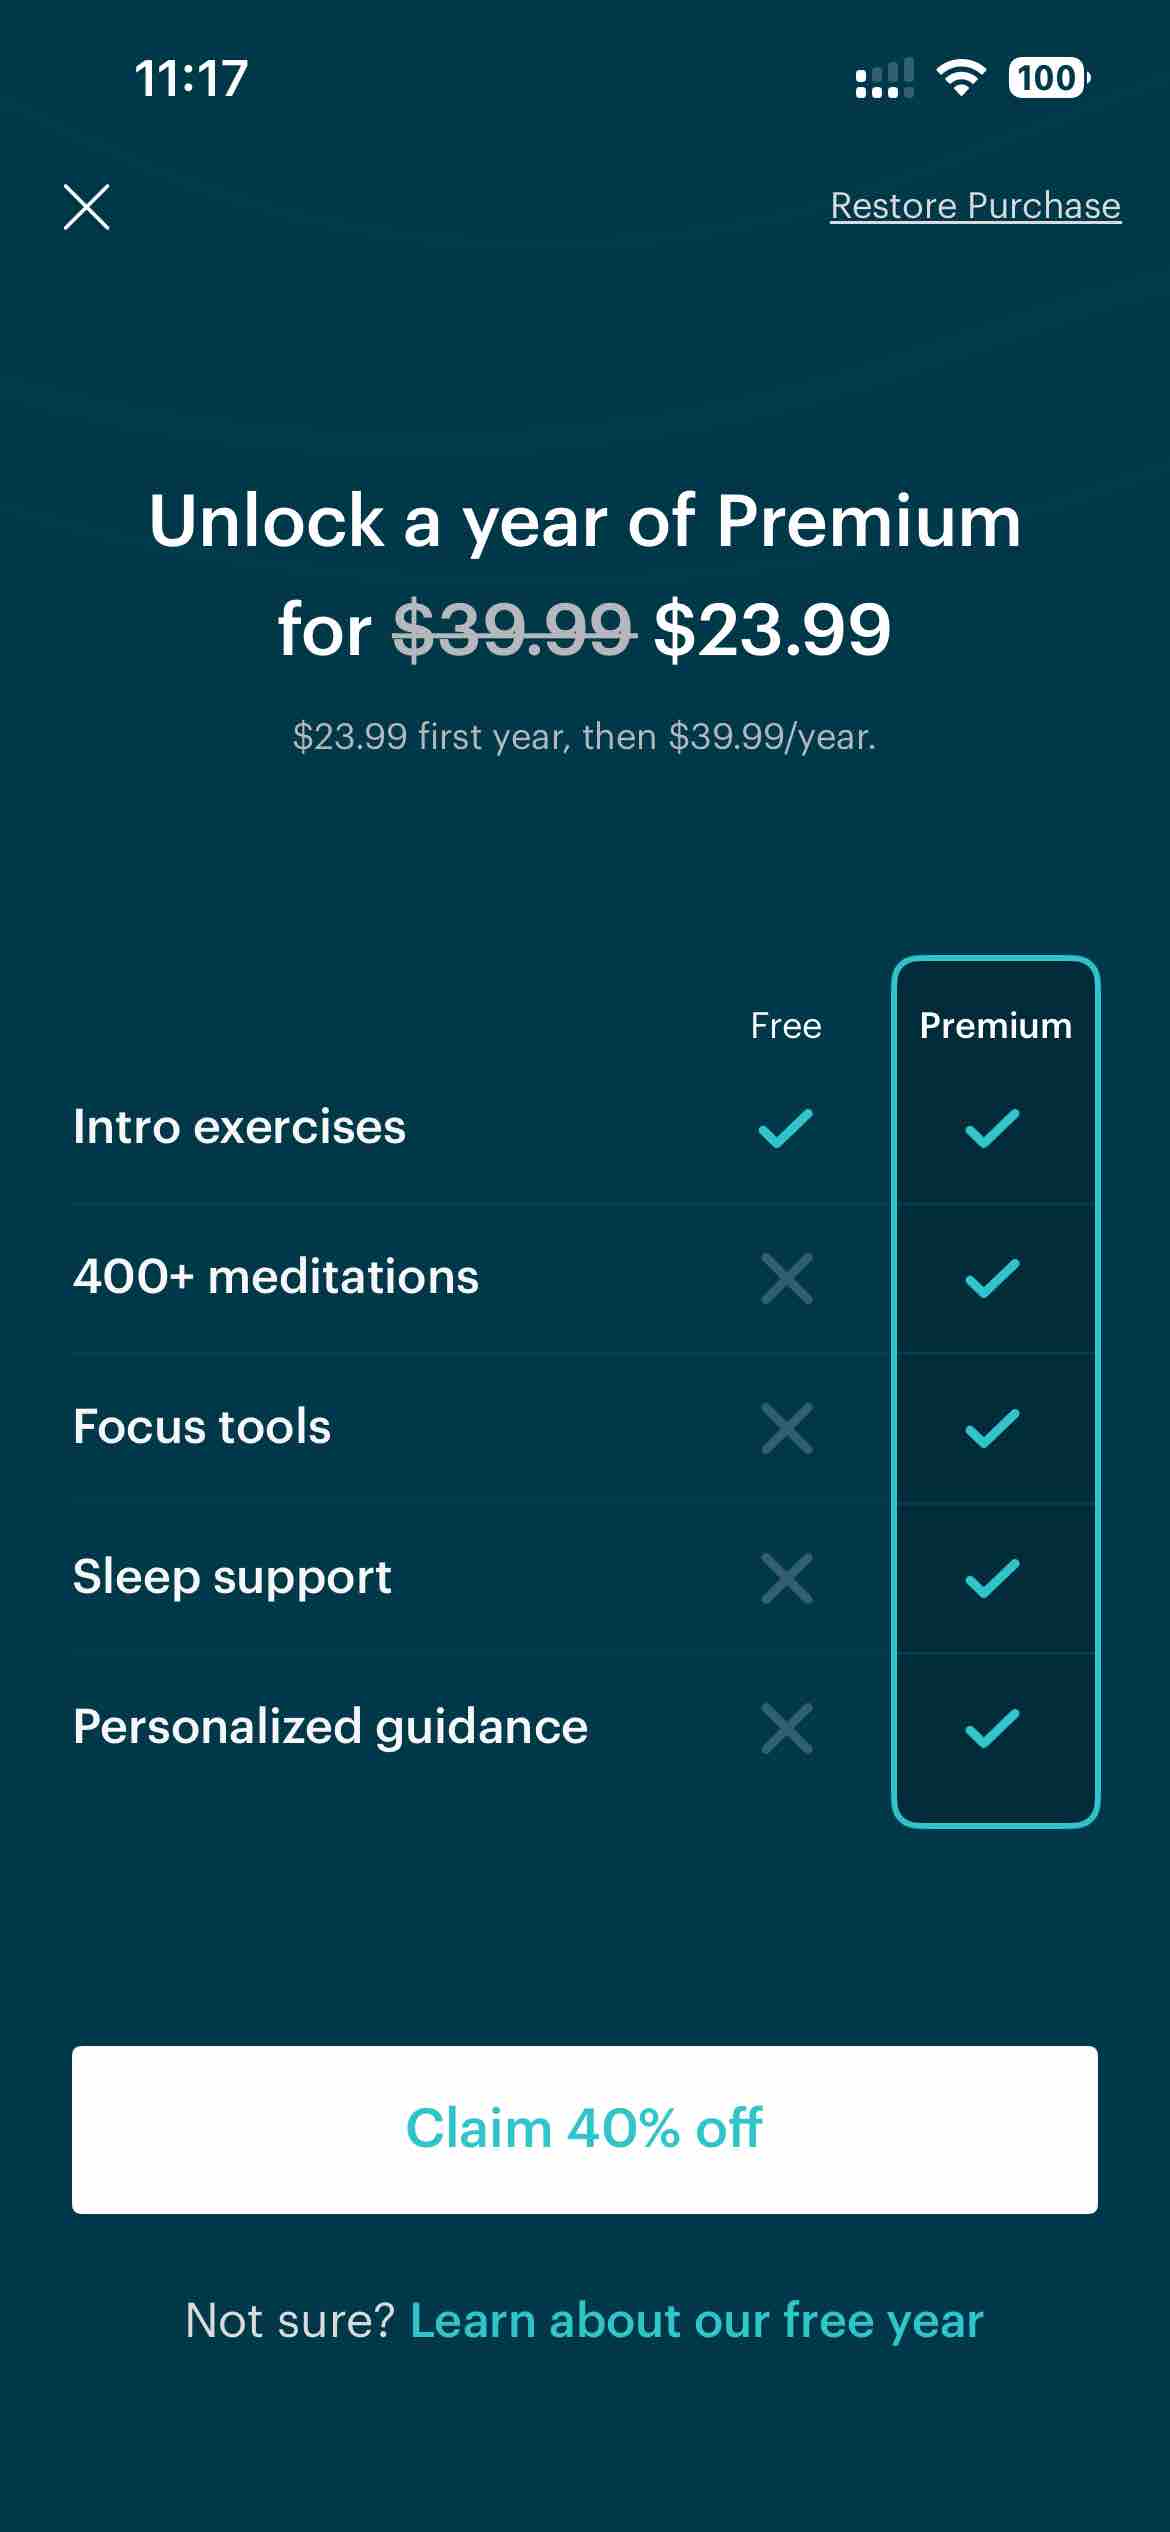 11:17
100
Restore Purchase
Unlock a year of Premium
for $39.99 $23.99
$23.99 first year, then $39.99/year.
Free Premium
Intro exercises
400+ meditations
Focus tools
Sleep support
Personalized guidance
Claim 40% off
Not sure? Learn about our free year